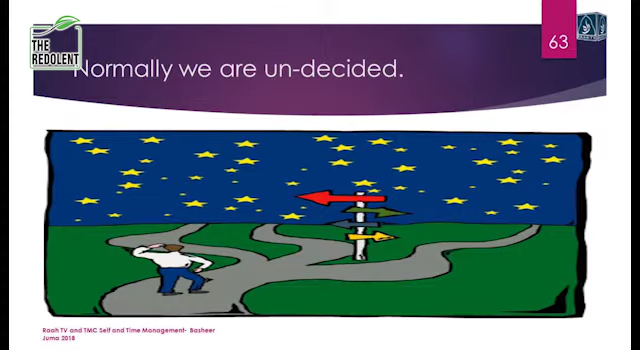 63
THE
REDOLENT
Normally we are un-decided.
Raah TV and TMC Self and Time Management- Basheer
Juma 2018